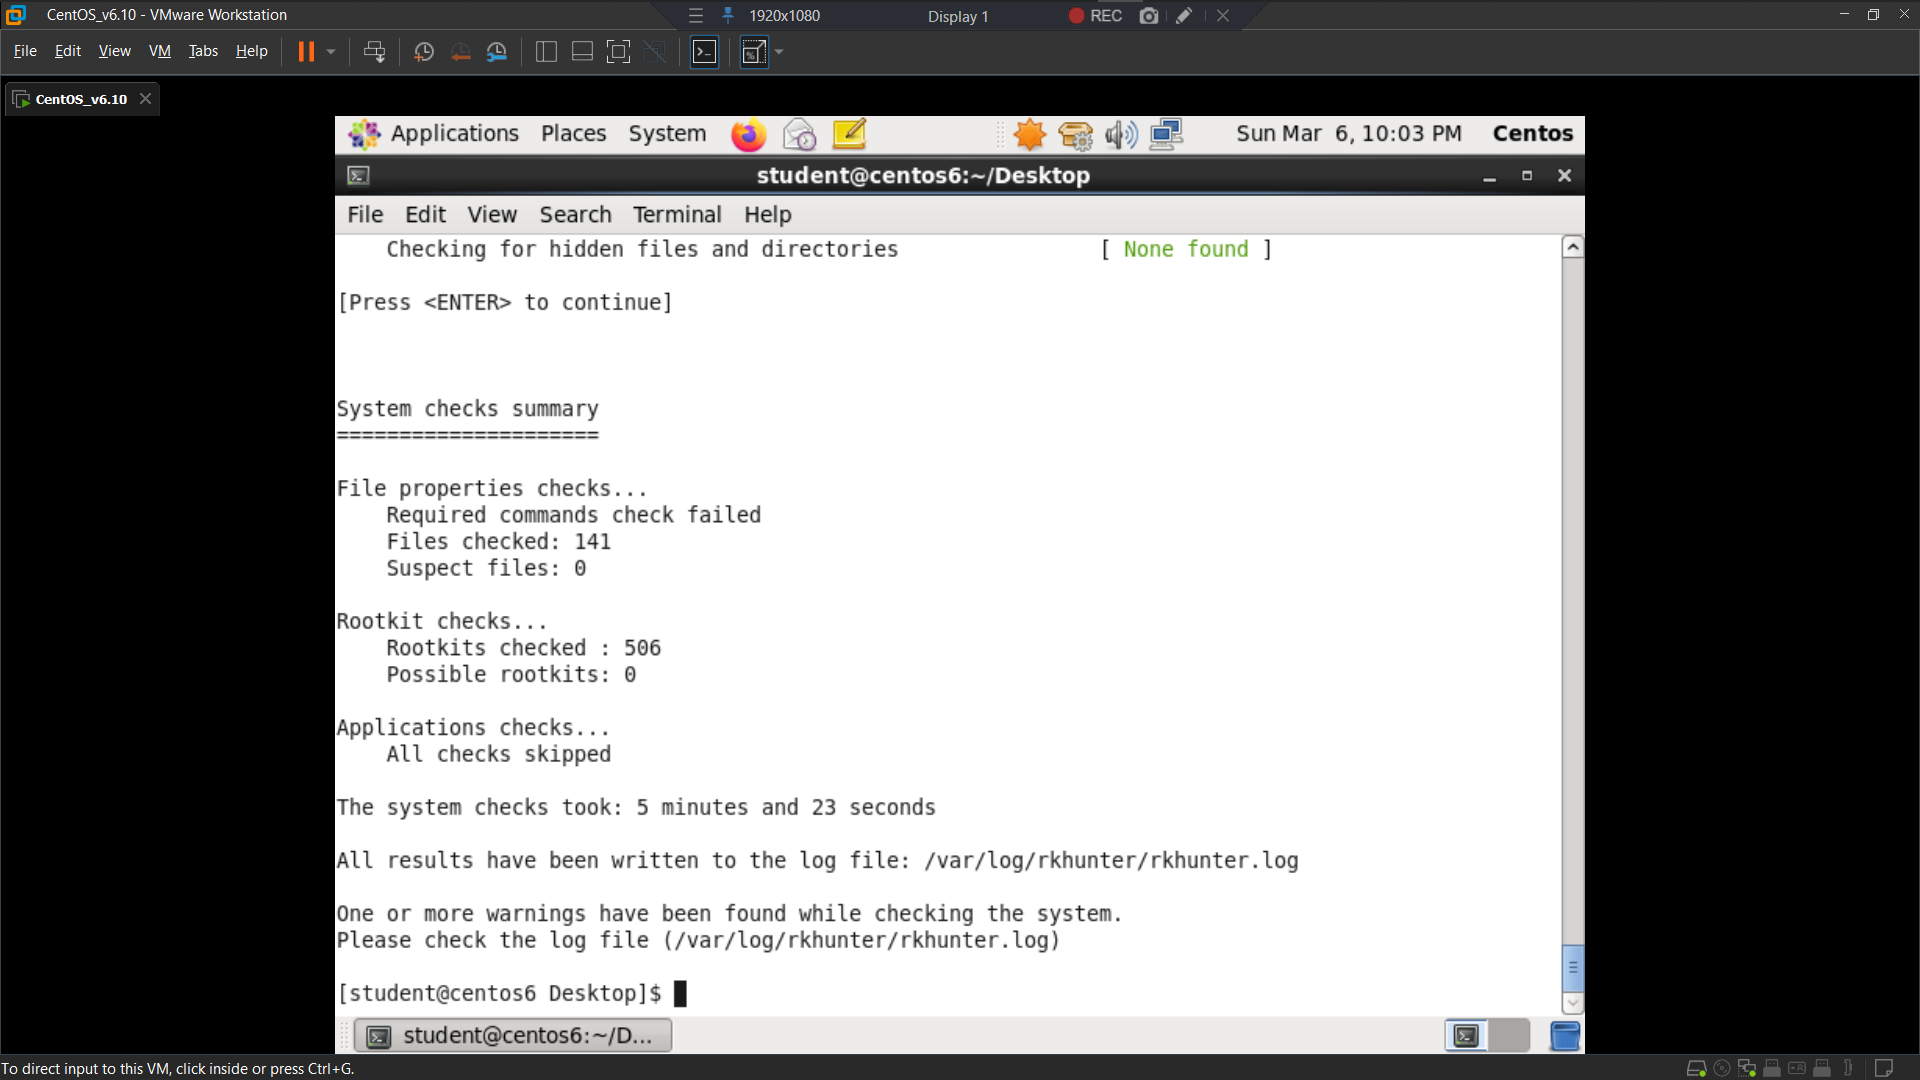 CentOS_v6.10 - VMware Workstation
1920x1080
Display 1
REC
File Edit View VM Tabs Help
CentOS_v6.10
Applications Places System
Sun Mar 6, 10:03 PM
Centos
student@centos6:~/Desktop
File Edit View Search Terminal Help
Checking for hidden files and directories [ None found ]
[Press <ENTER> to continue]
System checks summary
=====================
File properties checks...
Required commands check failed
Files checked: 141
Suspect files: 0
Rootkit checks...
Rootkits checked : 506
Possible rootkits: 0
Applications checks...
All checks skipped
The system checks took: 5 minutes and 23 seconds
All results have been written to the log file: /var/log/rkhunter/rkhunter.log
One or more warnings have been found while checking the system.
Please check the log file (/var/log/rkhunter/rkhunter.log)
[student@centos6 Desktop]$
student@centos6:~/D...
To direct input to this VM, click inside or press Ctrl+G.